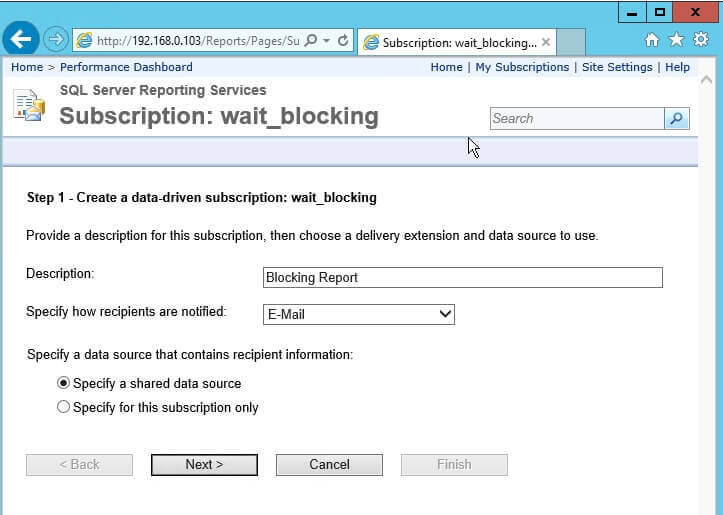 http://192.168.0.103/Reports/Pages/Su
Subscription: wait_blocking...
Home > Performance Dashboard
Home | My Subscriptions | Site Settings | Help
SQL Server Reporting Services
Subscription: wait_blocking
Search
Step 1 - Create a data-driven subscription: wait_blocking
Provide a description for this subscription, then choose a delivery extension and data source to use.
Description: Blocking Report
Specify how recipients are notified: E-Mail
Specify a data source that contains recipient information:
Specify a shared data source
Specify for this subscription only
< Back Next > Cancel Finish